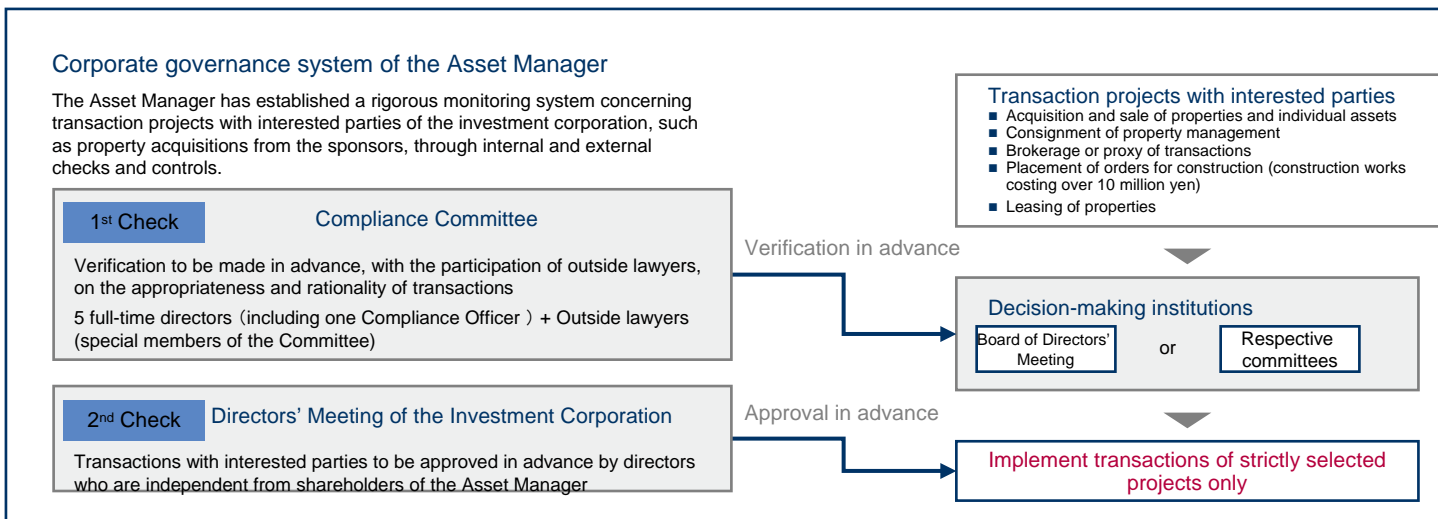 Corporate governance system of the Asset Manager
The Asset Manager has established a rigorous monitoring system concerning
transaction projects with interested parties of the investment corporation, such
as property acquisitions from the sponsors, through internal and external
checks and controls.
1st Check
Compliance Committee
Verification to be made in advance, with the participation of outside lawyers,
on the appropriateness and rationality of transactions
5 full-time directors（including one Compliance Officer ）+ Outside lawyers
(special members of the Committee)
2nd Check
Directors’ Meeting of the Investment Corporation
Transactions with interested parties to be approved in advance by directors
who are independent from shareholders of the Asset Manager
Verification in advance
Approval in advance
Transaction projects with interested parties
■ Acquisition and sale of properties and individual assets
■ Consignment of property management
■ Brokerage or proxy of transactions
■ Placement of orders for construction (construction works
costing over 10 million yen)
■ Leasing of properties
Decision-making institutions
Board of Directors’
Meeting
or
Respective
committees
Implement transactions of strictly selected
projects only